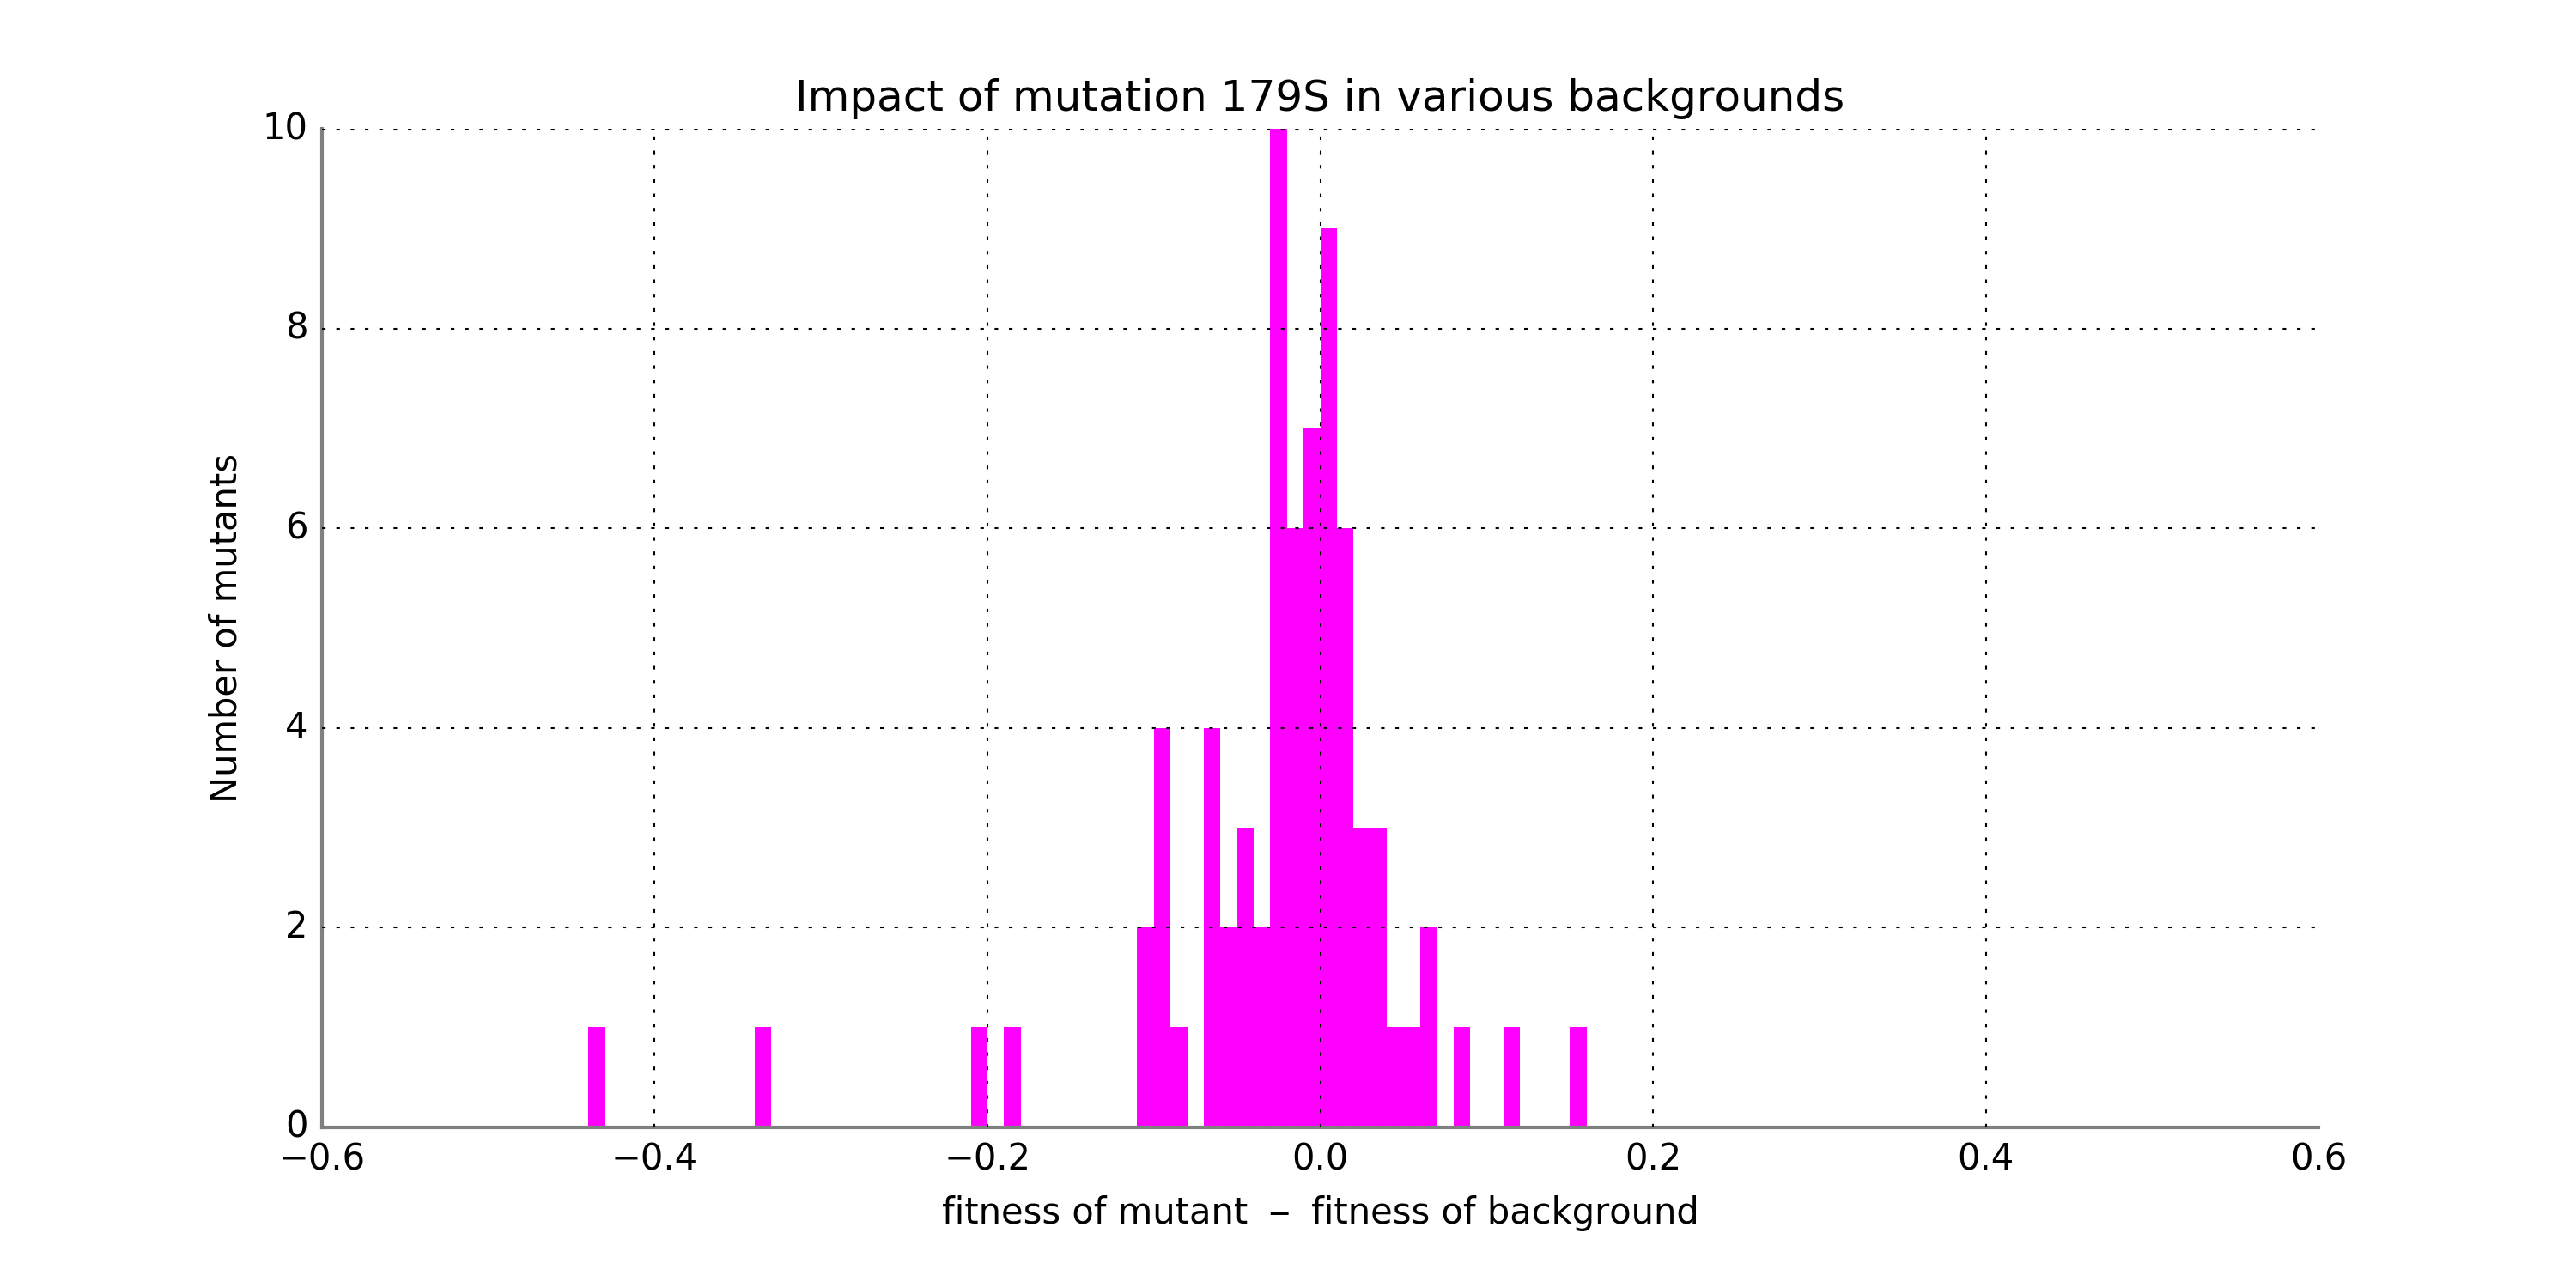 Impact of mutation 179S in various backgrounds
10
8
6
4
2
0
Number of mutants
−0.6 −0.4 −0.2 0.0 0.2 0.4 0.6
fitness of mutant − fitness of background